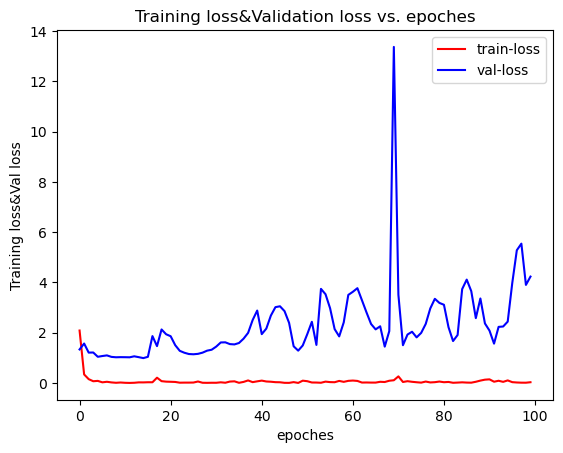 Training loss&Validation loss vs. epoches
train-loss
val-loss
Training loss&Val loss
14
12
10
8
6
4
2
0
0 20 40 60 80 100
epoches